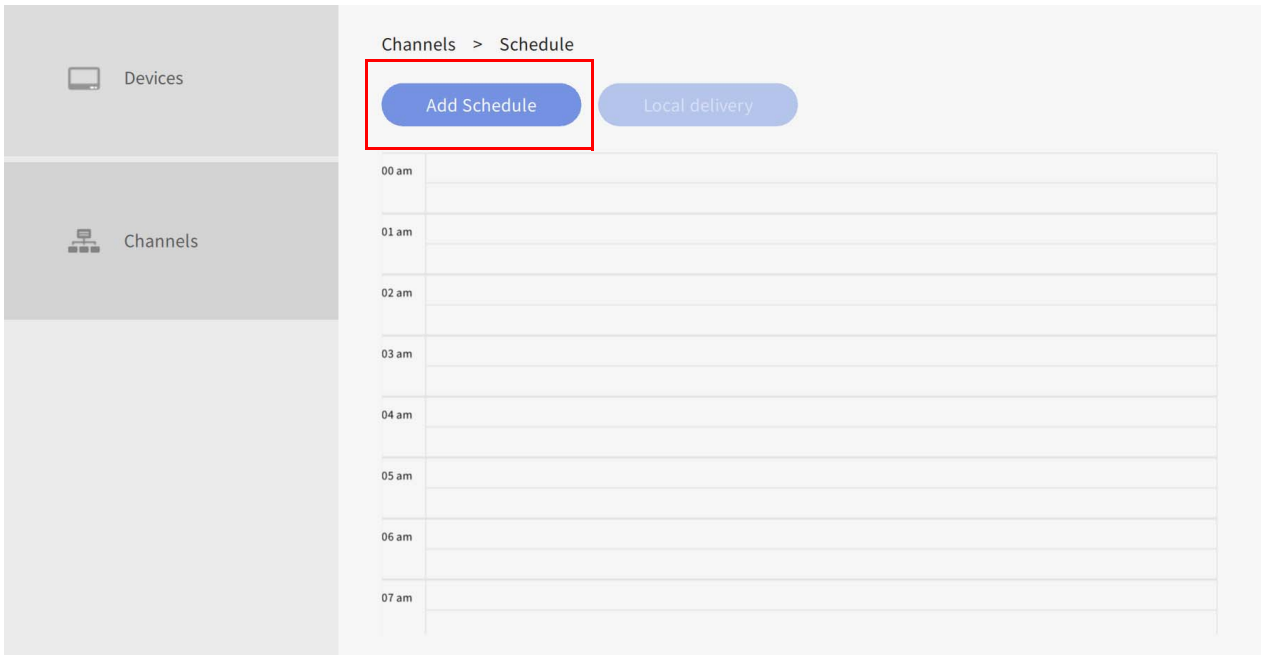 Devices
Channels
Channels > Schedule
Add Schedule
Local delivery
00 am
01 am
02 am
03 am
04 am
05 am
06 am
07 am